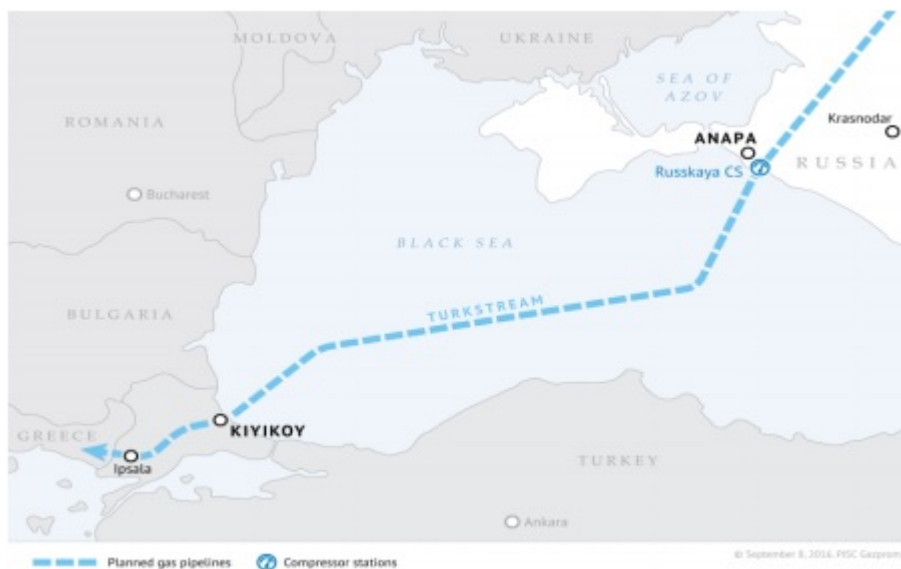 MOLDOVA
UKRAINE
SEA OF
AZOV
ROMANIA
Krasnodar
ANAPA
RUSSIA
Russkaya CS
Bucharest
BLACK SEA
TURKSTREAM
BULGARIA
KIYIKOY
GREECE
Ipsala
TURKEY
Ankara
Planned gas pipelines
Compressor stations
© September 8, 2016. PJSC Gazprom